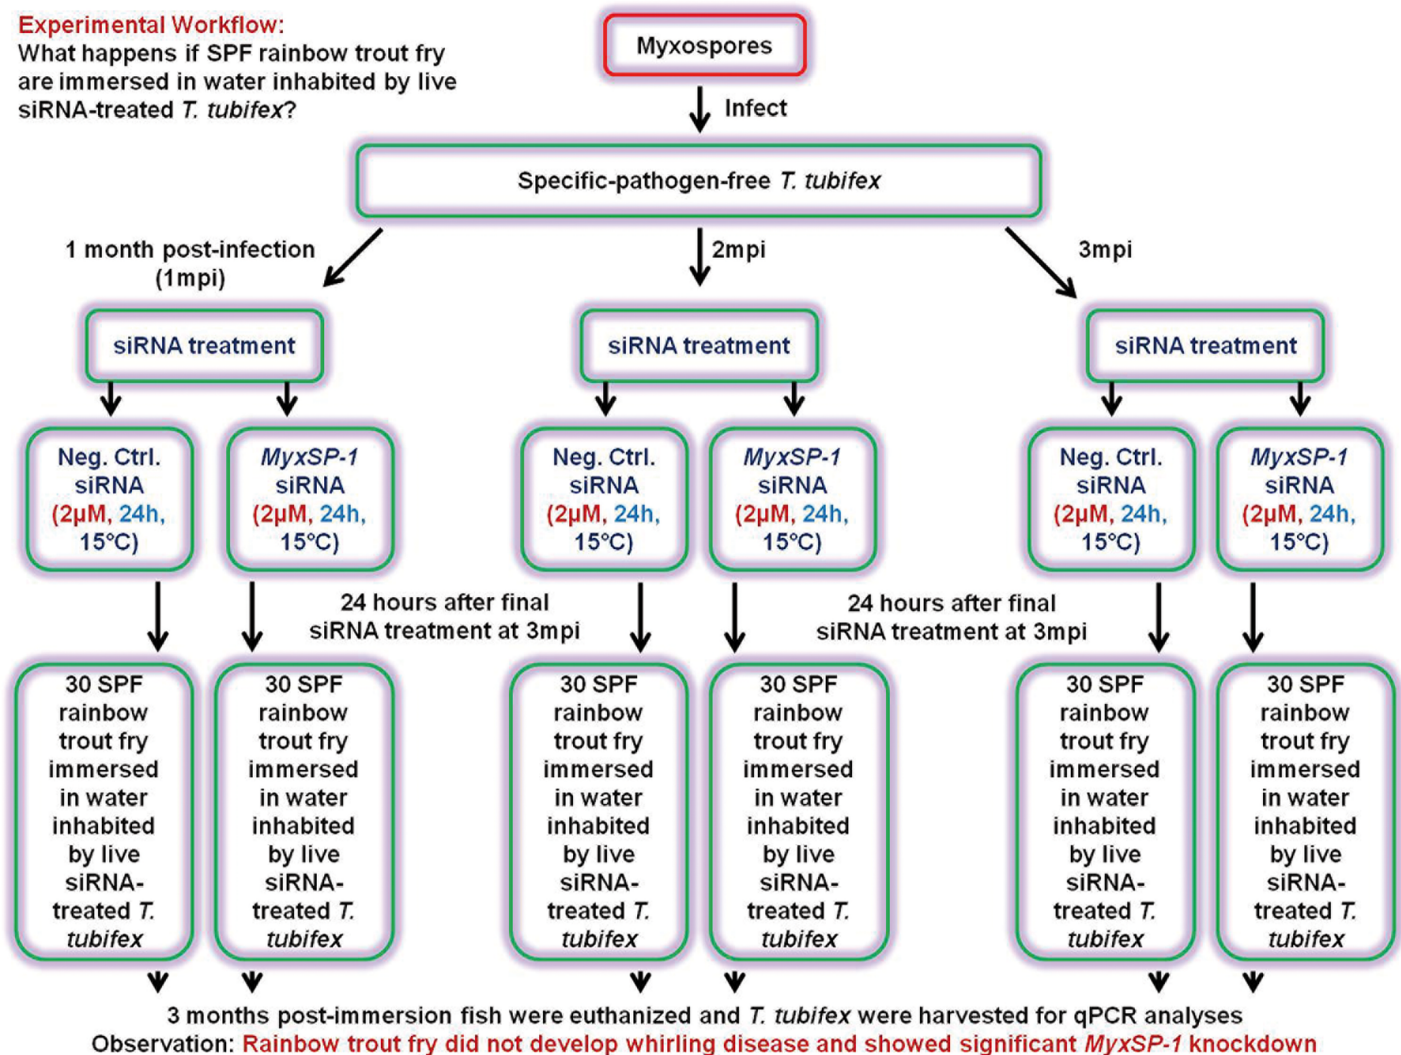 Experimental Workflow:
What happens if SPF rainbow trout fry
are immersed in water inhabited by live
siRNA-treated T. tubifex?
Myxospores
Infect
Specific-pathogen-free T. tubifex
1 month post-infection
(1mpi)
2mpi
3mpi
siRNA treatment
siRNA treatment
siRNA treatment
Neg. Ctrl.
siRNA
(2µM, 24h,
15°C)
MyxSP-1
siRNA
(2µM, 24h,
15°C)
Neg. Ctrl.
siRNA
(2µM, 24h,
15°C)
MyxSP-1
siRNA
(2µM, 24h,
15°C)
Neg. Ctrl.
siRNA
(2µM, 24h,
15°C)
MyxSP-1
siRNA
(2µM, 24h,
15°C)
24 hours after final
siRNA treatment at 3mpi
24 hours after final
siRNA treatment at 3mpi
30 SPF
rainbow
trout fry
immersed
in water
inhabited
by live
siRNA-
treated T.
tubifex
30 SPF
rainbow
trout fry
immersed
in water
inhabited
by live
siRNA-
treated T.
tubifex
30 SPF
rainbow
trout fry
immersed
in water
inhabited
by live
siRNA-
treated T.
tubifex
30 SPF
rainbow
trout fry
immersed
in water
inhabited
by live
siRNA-
treated T.
tubifex
30 SPF
rainbow
trout fry
immersed
in water
inhabited
by live
siRNA-
treated T.
tubifex
30 SPF
rainbow
trout fry
immersed
in water
inhabited
by live
siRNA-
treated T.
tubifex
3 months post-immersion fish were euthanized and T. tubifex were harvested for qPCR analyses
Observation: Rainbow trout fry did not develop whirling disease and showed significant MyxSP-1 knockdown